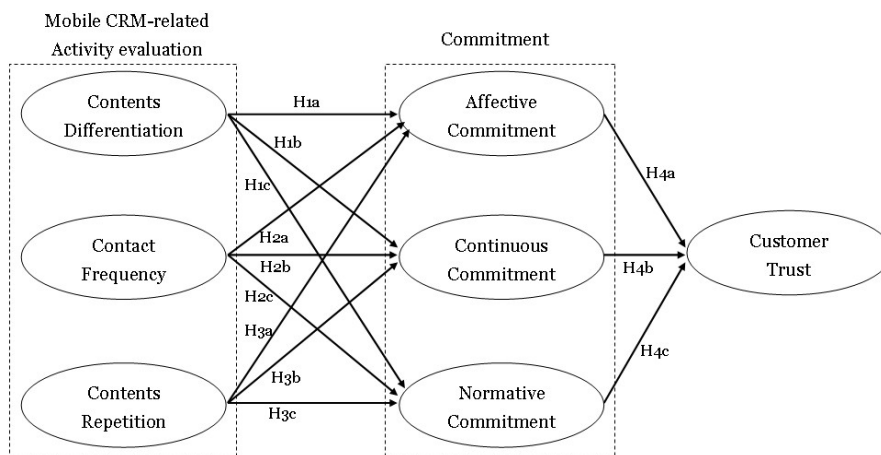 Mobile CRM-related
Activity evaluation
Commitment
Contents
Differentiation
H1a
Affective
Commitment
H1b
H1c
H4a
Contact
Frequency
H2a
H2b
H2c
Continuous
Commitment
H4b
Customer
Trust
H3a
H4c
Contents
Repetition
H3b
H3c
Normative
Commitment